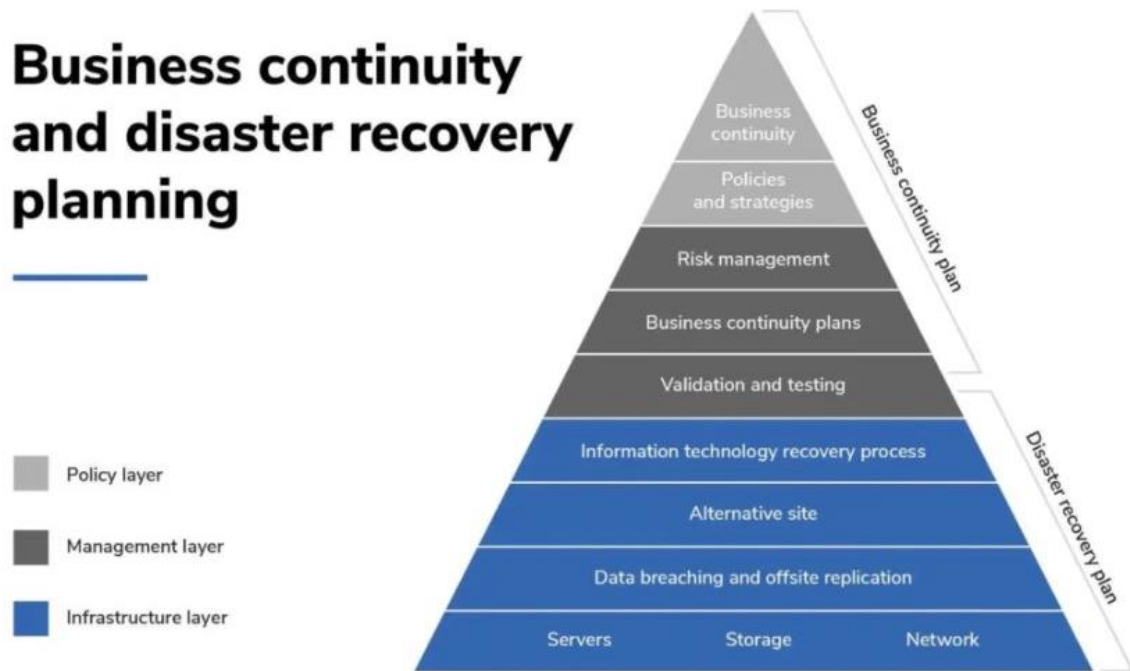 Business continuity
and disaster recovery
planning
Business
continuity
Policies
and strategies
Risk management
Business continuity plans
Validation and testing
Information technology recovery process
Alternative site
Data breaching and offsite replication
Servers Storage Network
Business continuity plan
Disaster recovery plan
Policy layer
Management layer
Infrastructure layer